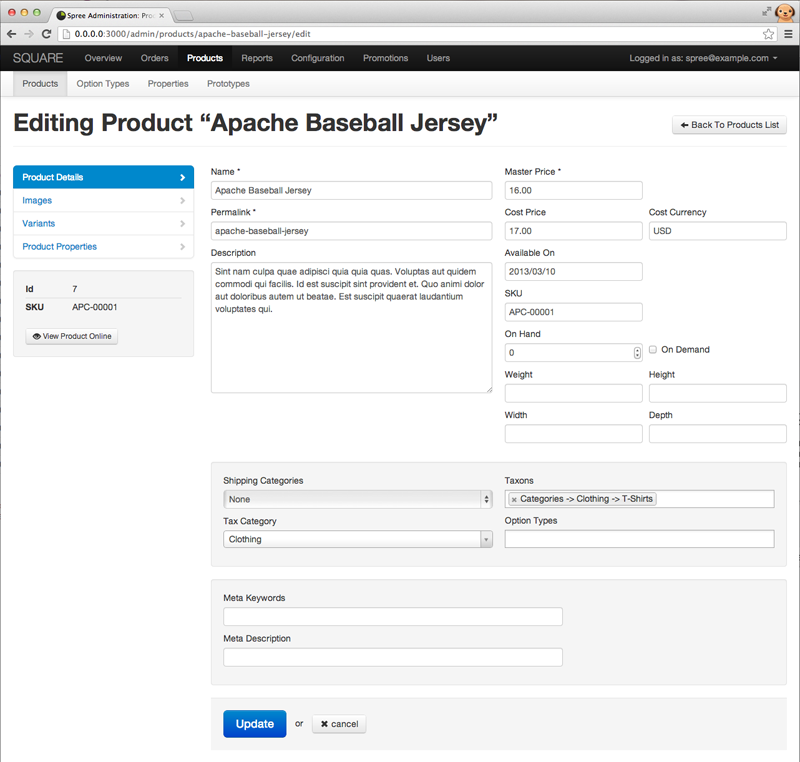 Spree Administration: Pro
0.0.0.0:3000/admin/products/apache-baseball-jersey/edit
SQUARE Overview Orders Products Reports Configuration Promotions Users Logged in as: spree@example.com
Products Option Types Properties Prototypes
Editing Product “Apache Baseball Jersey”
Back To Products List
Product Details
Images
Variants
Product Properties
Id 7
SKU APC-00001
View Product Online
Name *
Apache Baseball Jersey
Permalink *
apache-baseball-jersey
Description
Sint nam culpa quae adipisci quia quia quas. Voluptas aut quidem
commodi qui facilis. Id est suscipit sint provident et. Quo animi dolor
aut doloribus autem ut beatae. Est suscipit quaerat laudantium
voluptates qui.
Master Price *
16.00
Cost Price Cost Currency
17.00 USD
Available On
2013/03/10
SKU
APC-00001
On Hand
0 On Demand
Weight Height
Width Depth
Shipping Categories
None
Tax Category
Clothing
Taxons
Categories -> Clothing -> T-Shirts
Option Types
Meta Keywords
Meta Description
Update or cancel